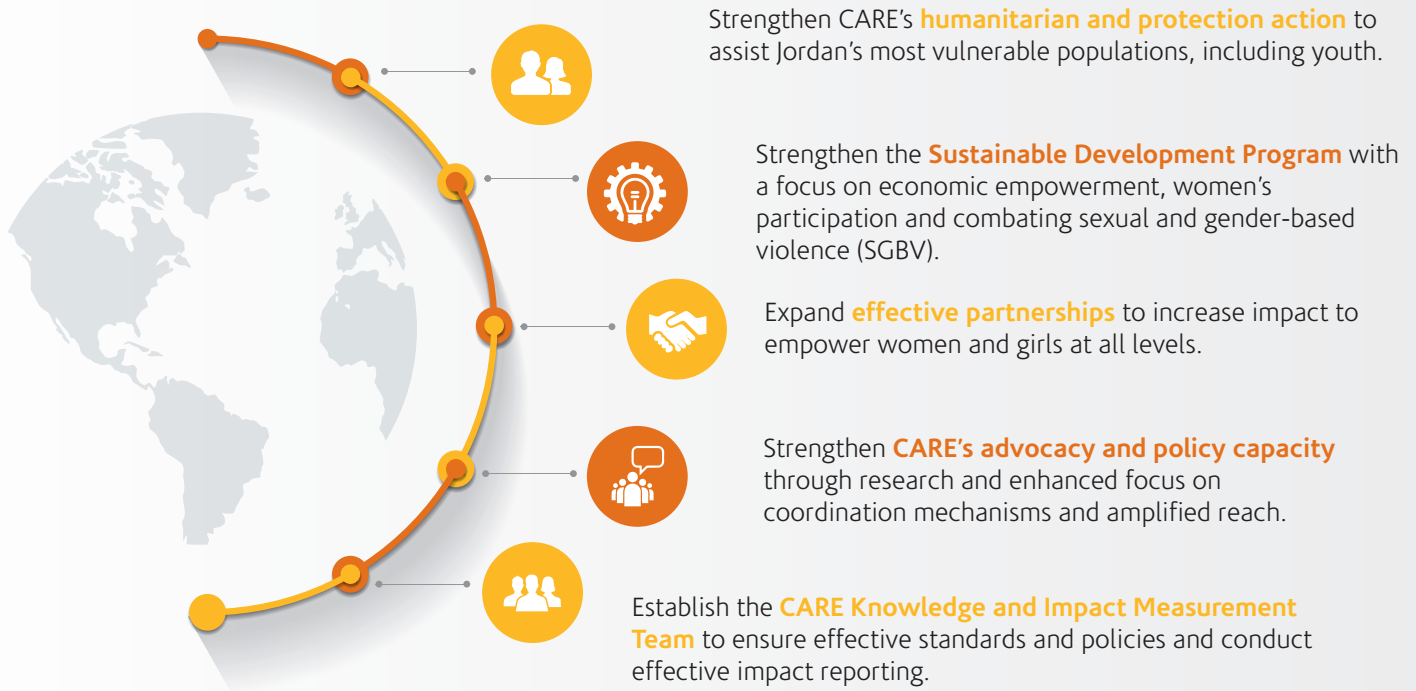 Strengthen CARE’s humanitarian and protection action to
assist Jordan’s most vulnerable populations, including youth.
Strengthen the Sustainable Development Program with
a focus on economic empowerment, women’s
participation and combating sexual and gender-based
violence (SGBV).
Expand effective partnerships to increase impact to
empower women and girls at all levels.
Strengthen CARE’s advocacy and policy capacity
through research and enhanced focus on
coordination mechanisms and amplified reach.
Establish the CARE Knowledge and Impact Measurement
Team to ensure effective standards and policies and conduct
effective impact reporting.